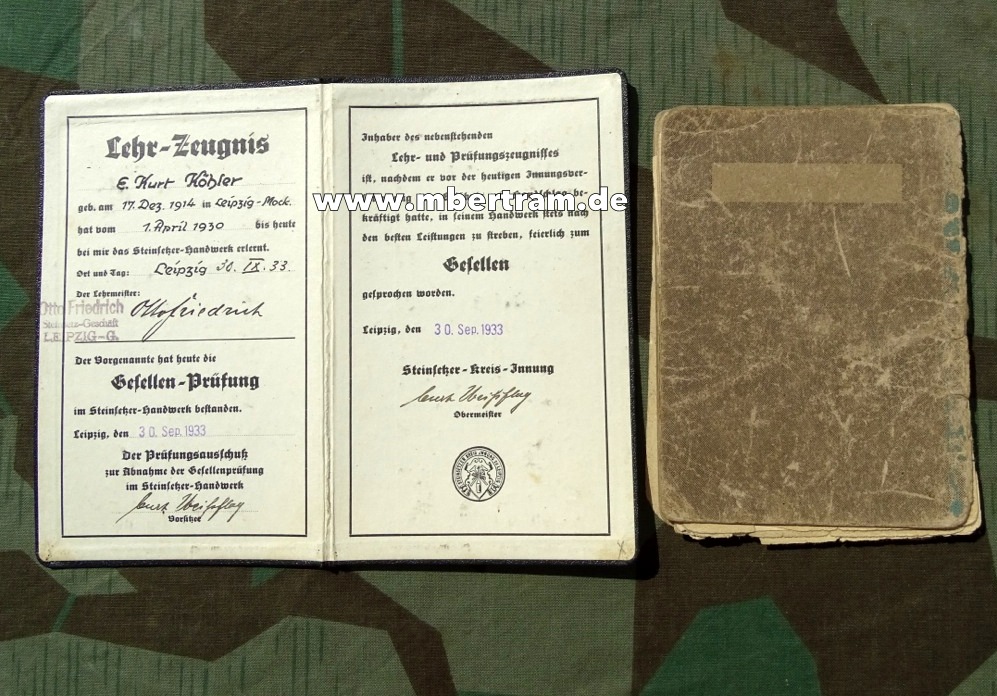 Lehr-Zeugnis
E. Kurt Köhler
geb. am 17. Dez. 1914 in Leipzig-Mock.
hat vom 1. April 1930 bis heute
bei mir das Steinsetzer-Handwerk erlernt.
Ort und Tag: Leipzig 30. IX. 33.
Der Lehrmeister:
Otto Friedrich
Otto Friedrich
Steinsetz-Geschäft
LEIPZIG-G.
Der Vorgenannte hat heute die
Gesellen-Prüfung
im Steinsetzer-Handwerk bestanden.
Leipzig, den 30. Sep. 1933
Der Prüfungsausschuß
zur Abnahme der Gesellenprüfung
im Steinsetzer-Handwerk
Vorsitzer
Inhaber des nebenstehenden
Lehr- und Prüfungszeugnisses
ist, nachdem er vor der heutigen Innungsver-
www.mbertram.de
kräftigt hatte, in seinem Handwerk stets nach
den besten Leistungen zu streben, feierlich zum
Gesellen
gesprochen worden.
Leipzig, den 30. Sep. 1933
Steinsetzer-Kreis-Innung
Obermeister